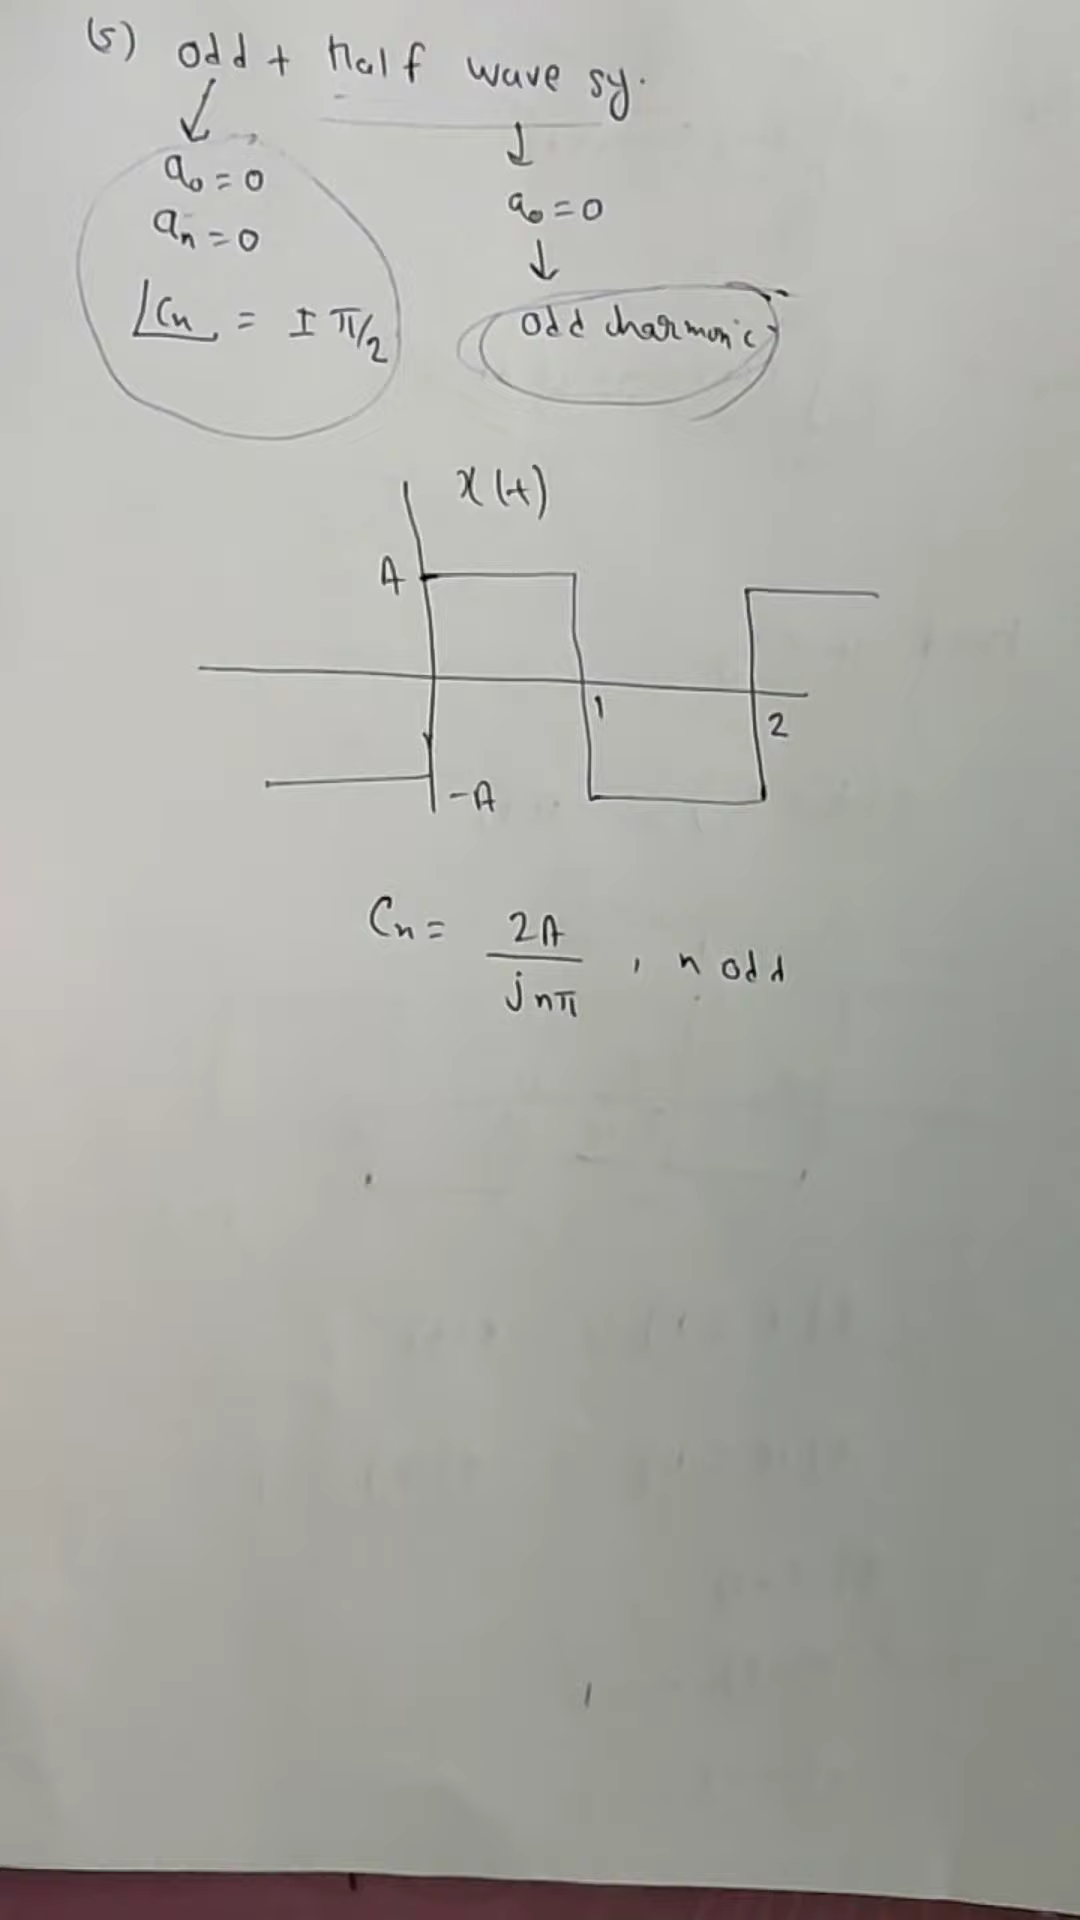 (5) odd + Half wave sy.
a₀ = 0
aₙ = 0
∠Cₙ = ± π/2
a₀ = 0
odd harmonic
x(t)
A
1
2
-A
Cₙ = 2A / jnπ , n odd